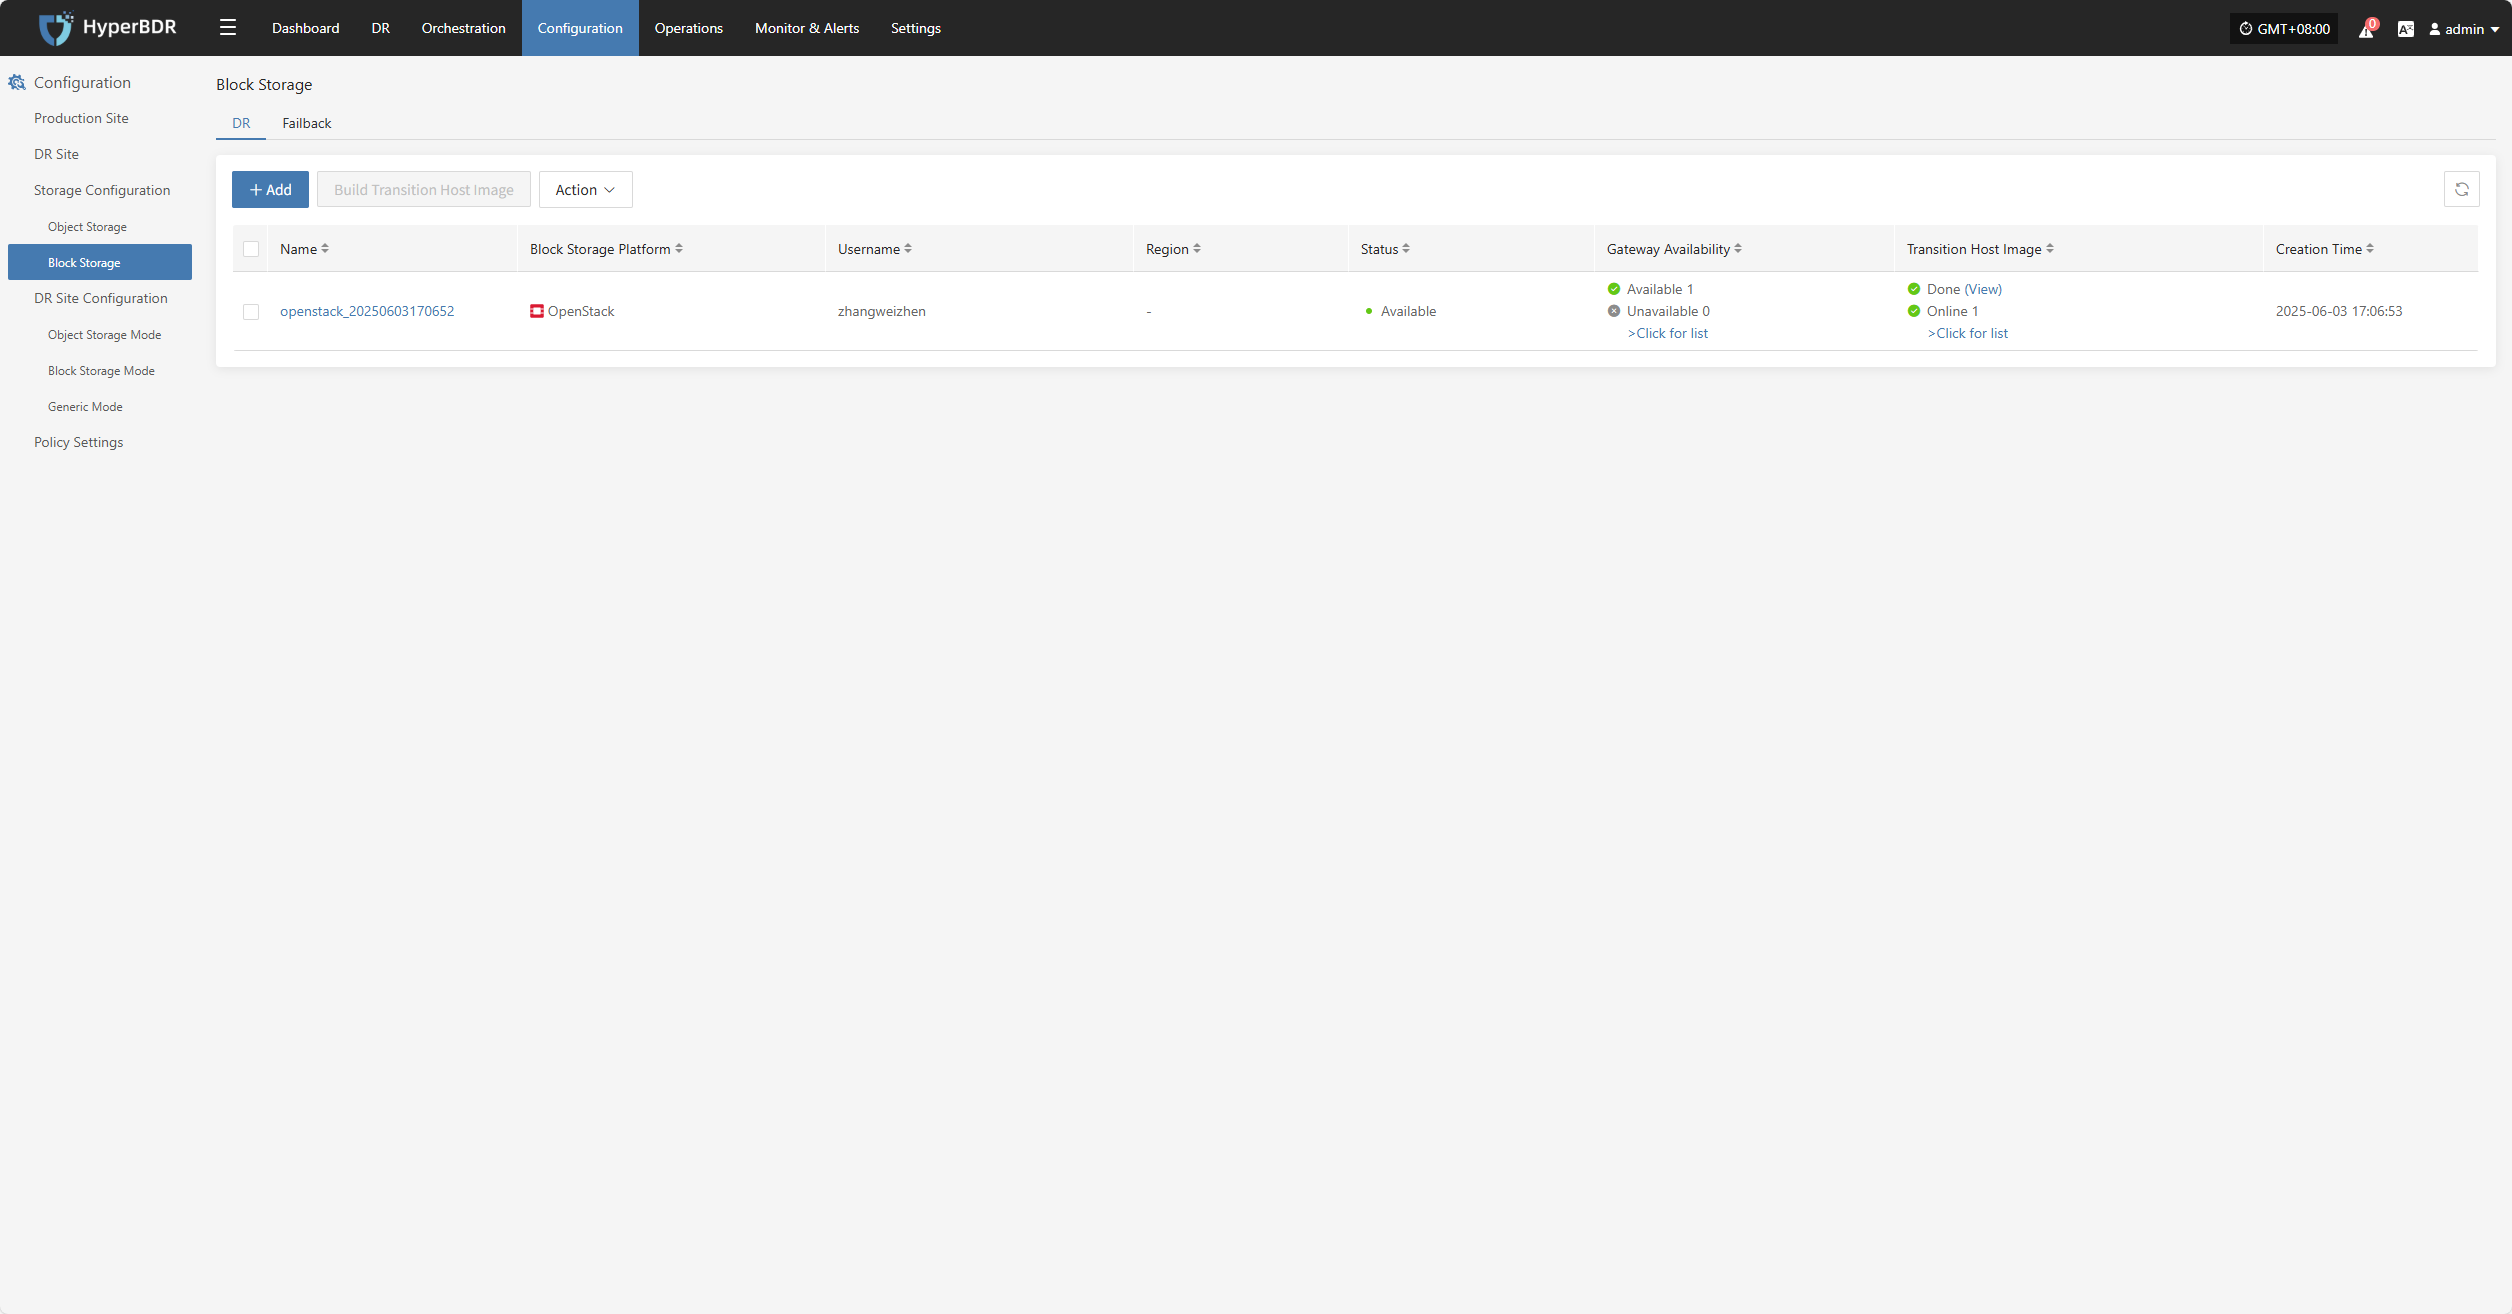 HyperBDR
Dashboard
DR
Orchestration
Configuration
Operations
Monitor & Alerts
Settings
GMT+08:00
0
admin
Configuration
Production Site
DR Site
Storage Configuration
Object Storage
Block Storage
DR Site Configuration
Object Storage Mode
Block Storage Mode
Generic Mode
Policy Settings
Block Storage
DR
Failback
+ Add
Build Transition Host Image
Action
Name
Block Storage Platform
Username
Region
Status
Gateway Availability
Transition Host Image
Creation Time
openstack_20250603170652
OpenStack
zhangweizhen
-
Available
Available 1
Unavailable 0
>Click for list
Done (View)
Online 1
>Click for list
2025-06-03 17:06:53